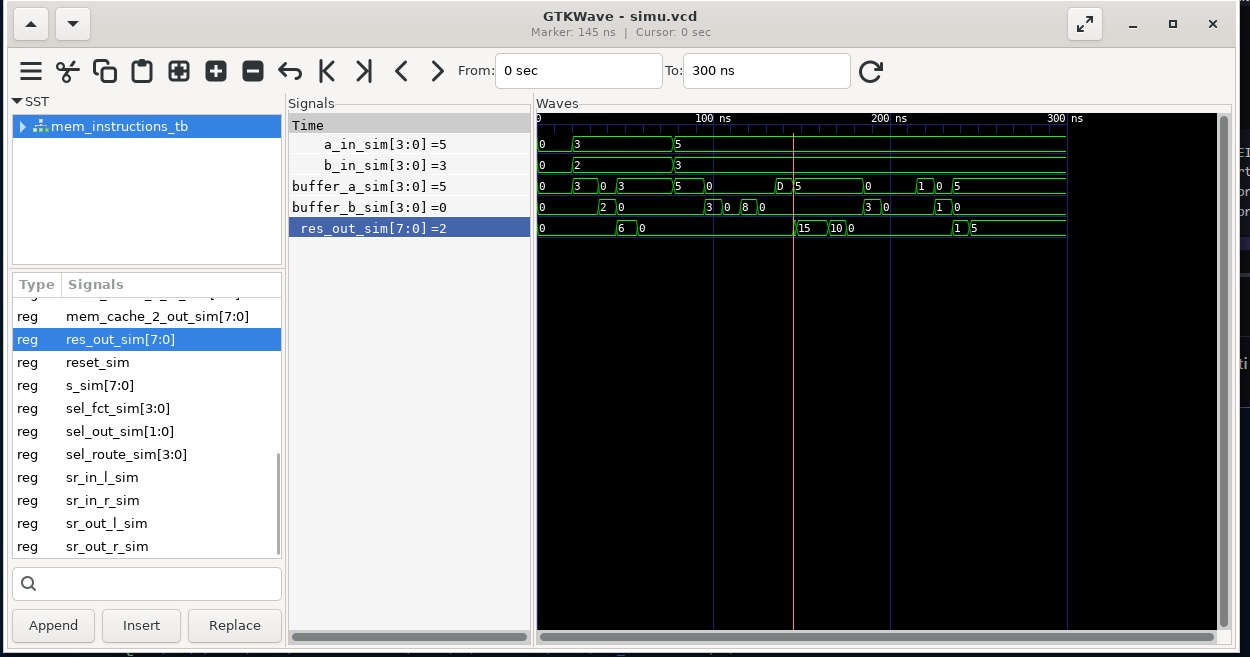 GTKWave - simu.vcd
Marker: 145 ns | Cursor: 0 sec
From: 0 sec To: 300 ns
SST
mem_instructions_tb
Type Signals
reg mem_cache_2_out_sim[7:0]
reg res_out_sim[7:0]
reg reset_sim
reg s_sim[7:0]
reg sel_fct_sim[3:0]
reg sel_out_sim[1:0]
reg sel_route_sim[3:0]
reg sr_in_l_sim
reg sr_in_r_sim
reg sr_out_l_sim
reg sr_out_r_sim
Append Insert Replace
Signals
Time
a_in_sim[3:0] =5
b_in_sim[3:0] =3
buffer_a_sim[3:0] =5
buffer_b_sim[3:0] =0
res_out_sim[7:0] =2
Waves
0 100 ns 200 ns 300 ns
0 3 5
0 2 3
0 3 0 3 5 0 D 5 0 1 0 5
0 2 0 3 0 8 0 3 0 1 0
0 6 0 15 10 0 1 5